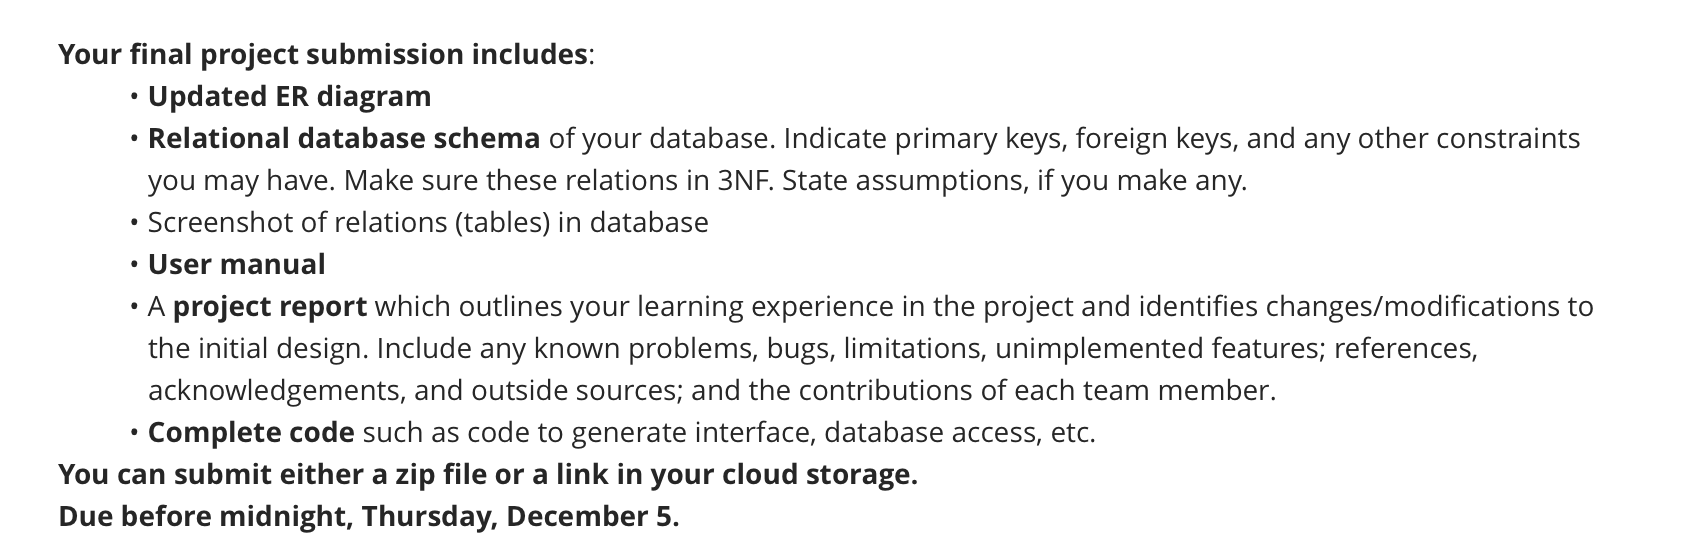 Your final project submission includes:
• Updated ER diagram
• Relational database schema of your database. Indicate primary keys, foreign keys, and any other constraints
you may have. Make sure these relations in 3NF. State assumptions, if you make any.
• Screenshot of relations (tables) in database
• User manual
• A project report which outlines your learning experience in the project and identifies changes/modifications to
the initial design. Include any known problems, bugs, limitations, unimplemented features; references,
acknowledgements, and outside sources; and the contributions of each team member.
• Complete code such as code to generate interface, database access, etc.
You can submit either a zip file or a link in your cloud storage.
Due before midnight, Thursday, December 5.